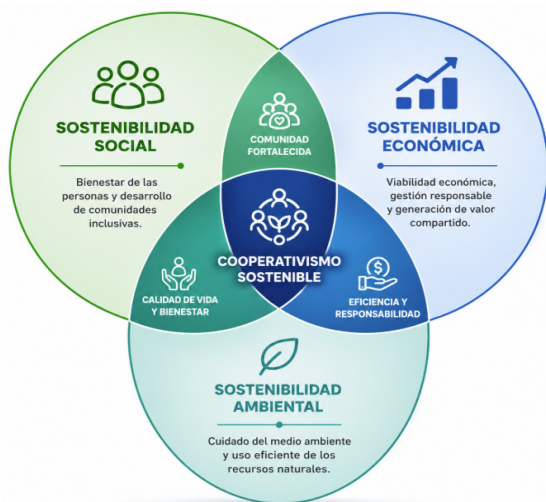 SOSTENIBILIDAD
SOCIAL
Bienestar de las
personas y desarrollo
de comunidades
inclusivas.
COMUNIDAD
FORTALECIDA
SOSTENIBILIDAD
ECONÓMICA
Viabilidad económica,
gestión responsable
y generación de valor
compartido.
COOPERATIVISMO
SOSTENIBLE
CALIDAD DE VIDA
Y BIENESTAR
$
EFICIENCIA Y
RESPONSABILIDAD
SOSTENIBILIDAD
AMBIENTAL
Cuidado del medio ambiente
y uso eficiente de los
recursos naturales.